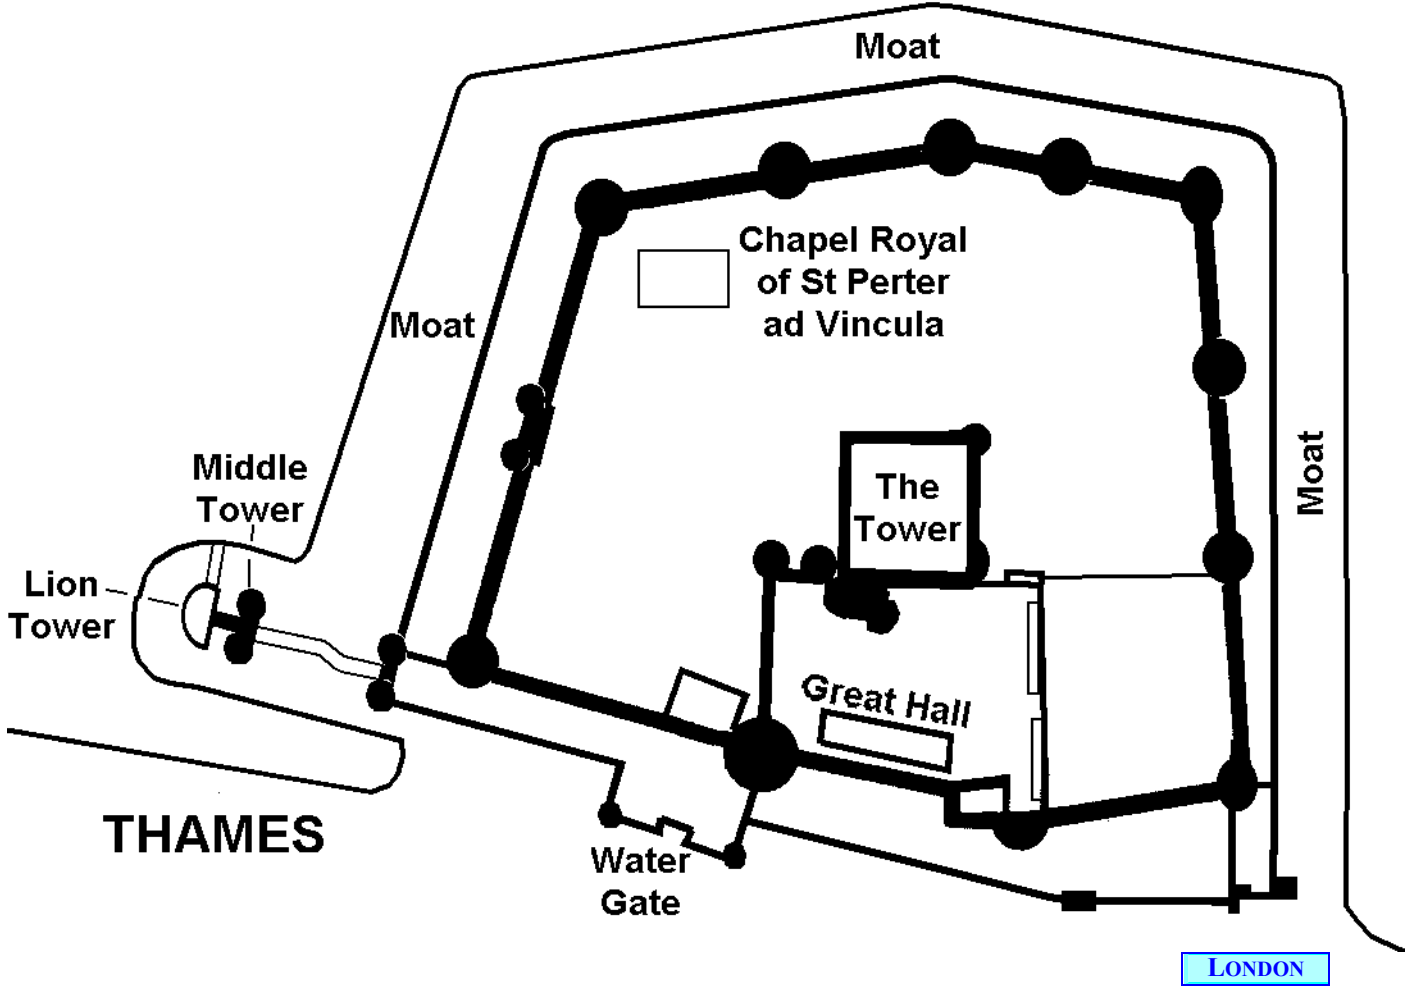 Moat
Chapel Royal
of St Perter
ad Vincula
Moat
Middle
Tower
The
Tower
Moat
Lion
Tower
Great Hall
THAMES
Water
Gate
LONDON